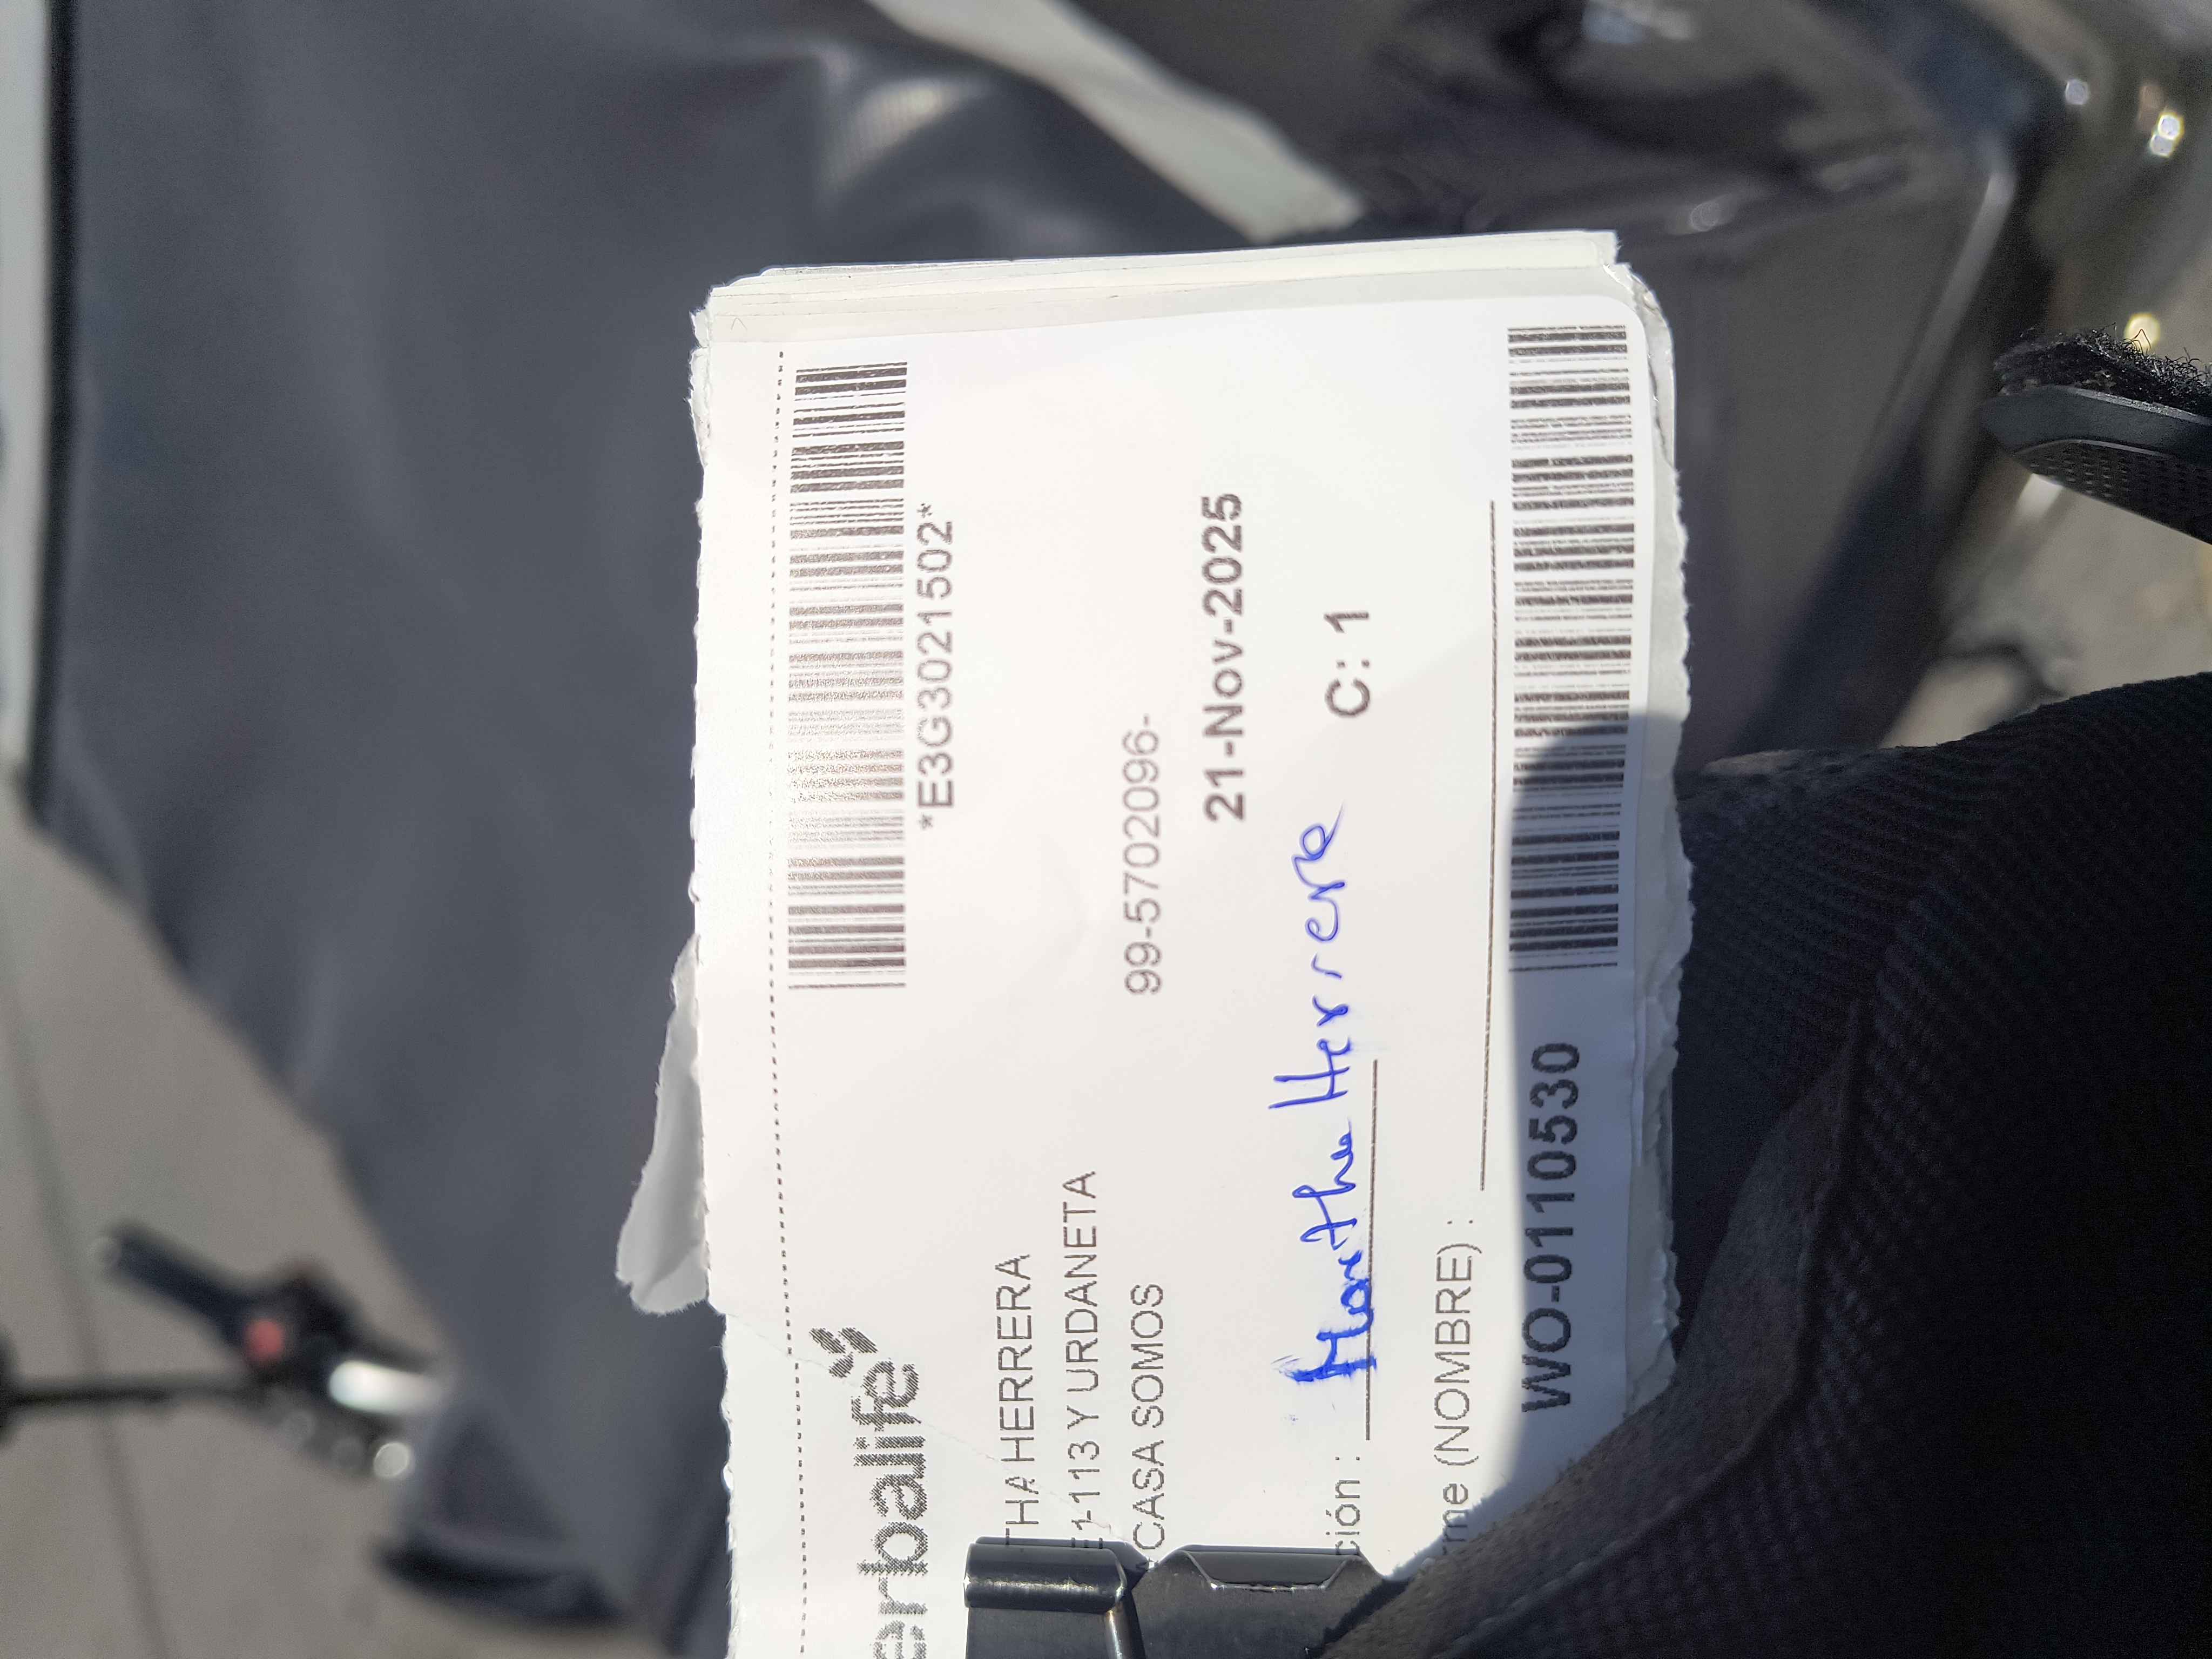 erbalife
*E3G3021502*
THA HERRERA
1-113 Y URDANETA
99-5702096-
CASA SOMOS
21-Nov-2025
ción : Martha Herrera
C: 1
me (NOMBRE) :
WO-0110530